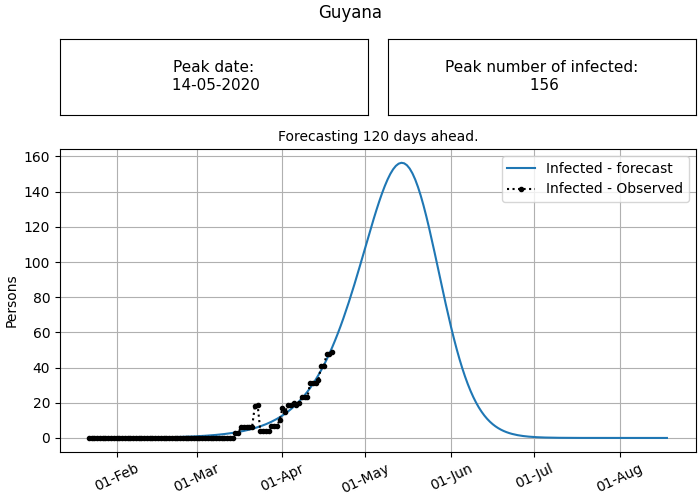 Guyana
Peak date:
14-05-2020
Peak number of infected:
156
Forecasting 120 days ahead.
Infected - forecast
Infected - Observed
Persons
160
140
120
100
80
60
40
20
0
01-Feb
01-Mar
01-Apr
01-May
01-Jun
01-Jul
01-Aug